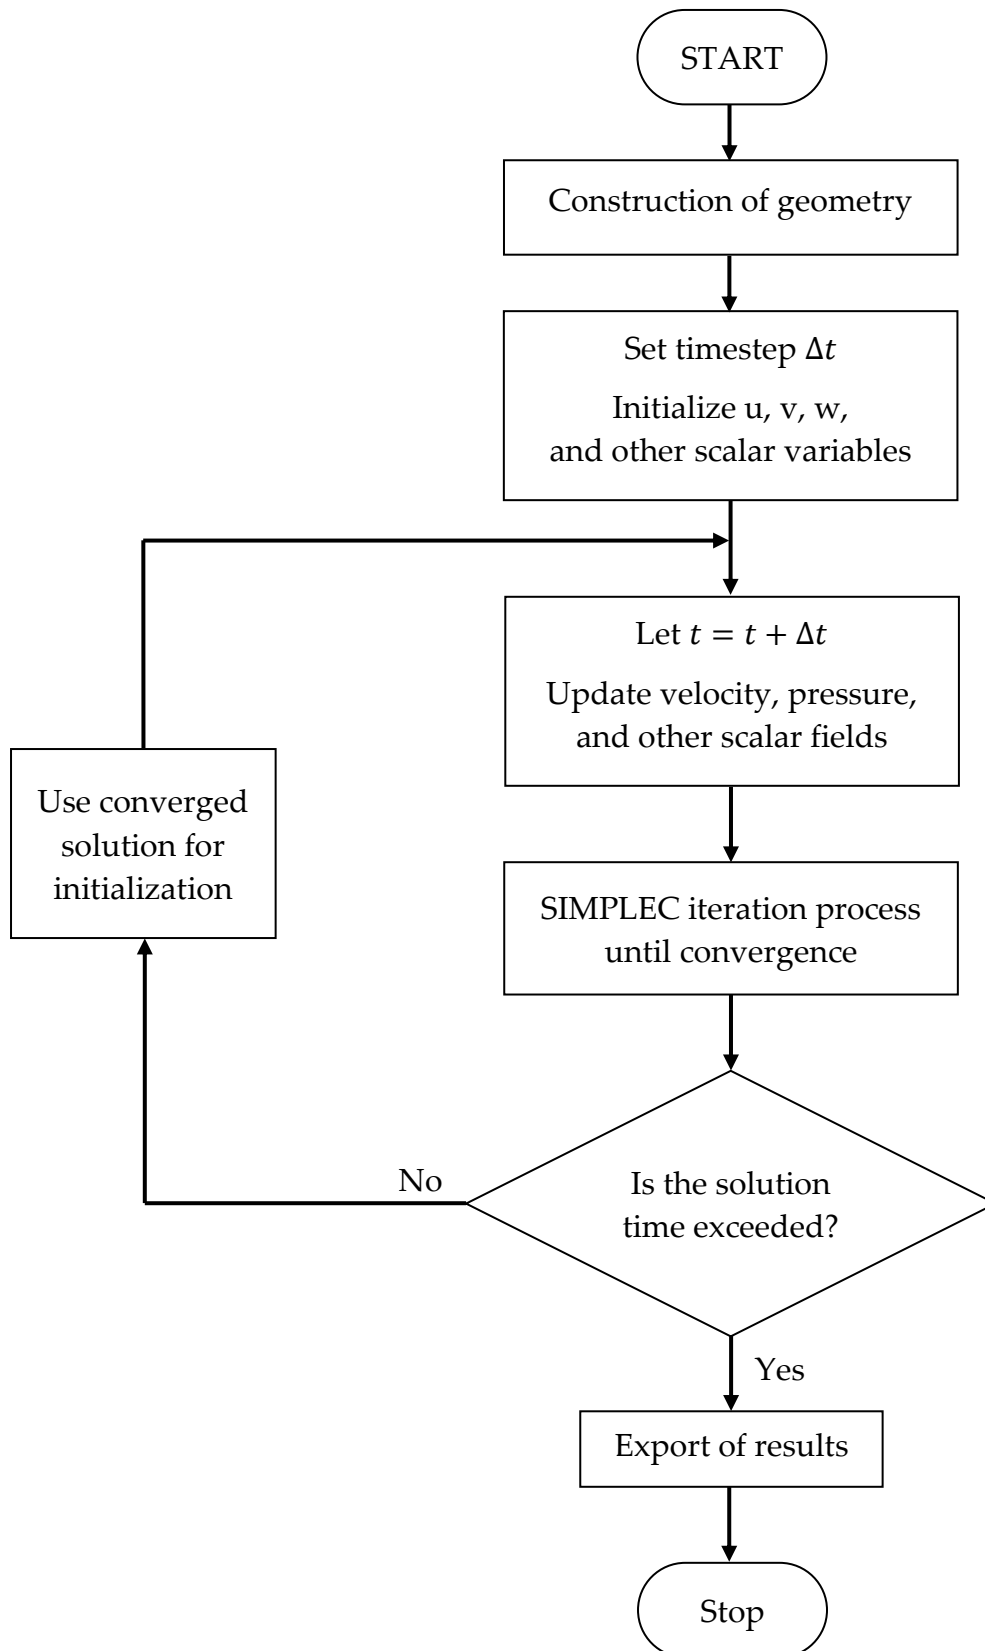 START
Construction of geometry
Set timestep Δt
Initialize u, v, w,
and other scalar variables
Let t = t + Δt
Update velocity, pressure,
and other scalar fields
Use converged
solution for
initialization
SIMPLEC iteration process
until convergence
No
Is the solution
time exceeded?
Yes
Export of results
Stop